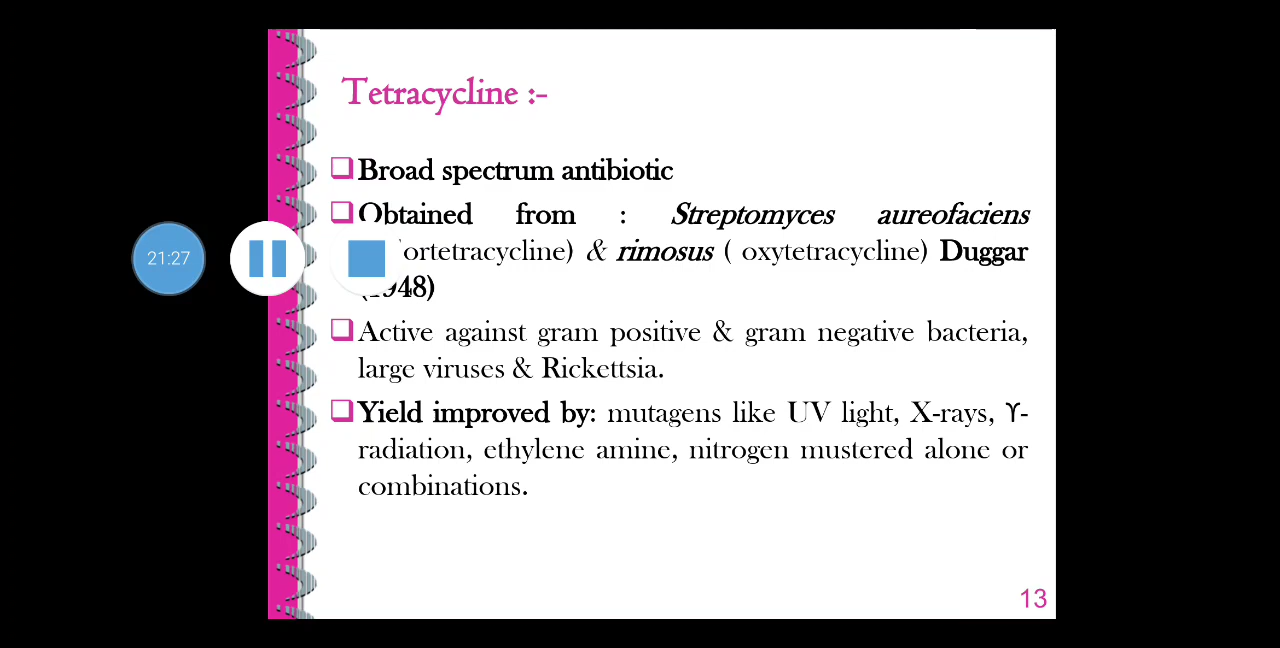 Tetracycline :-
Broad spectrum antibiotic
Obtained from : Streptomyces aureofaciens
21:27
& rimosus ( oxytetracycline) Duggar
Active against gram positive & gram negative bacteria,
large viruses & Rickettsia.
Yield improved by: mutagens like UV light, X-rays, ϒ-
radiation, ethylene amine, nitrogen mustered alone or
combinations.
13